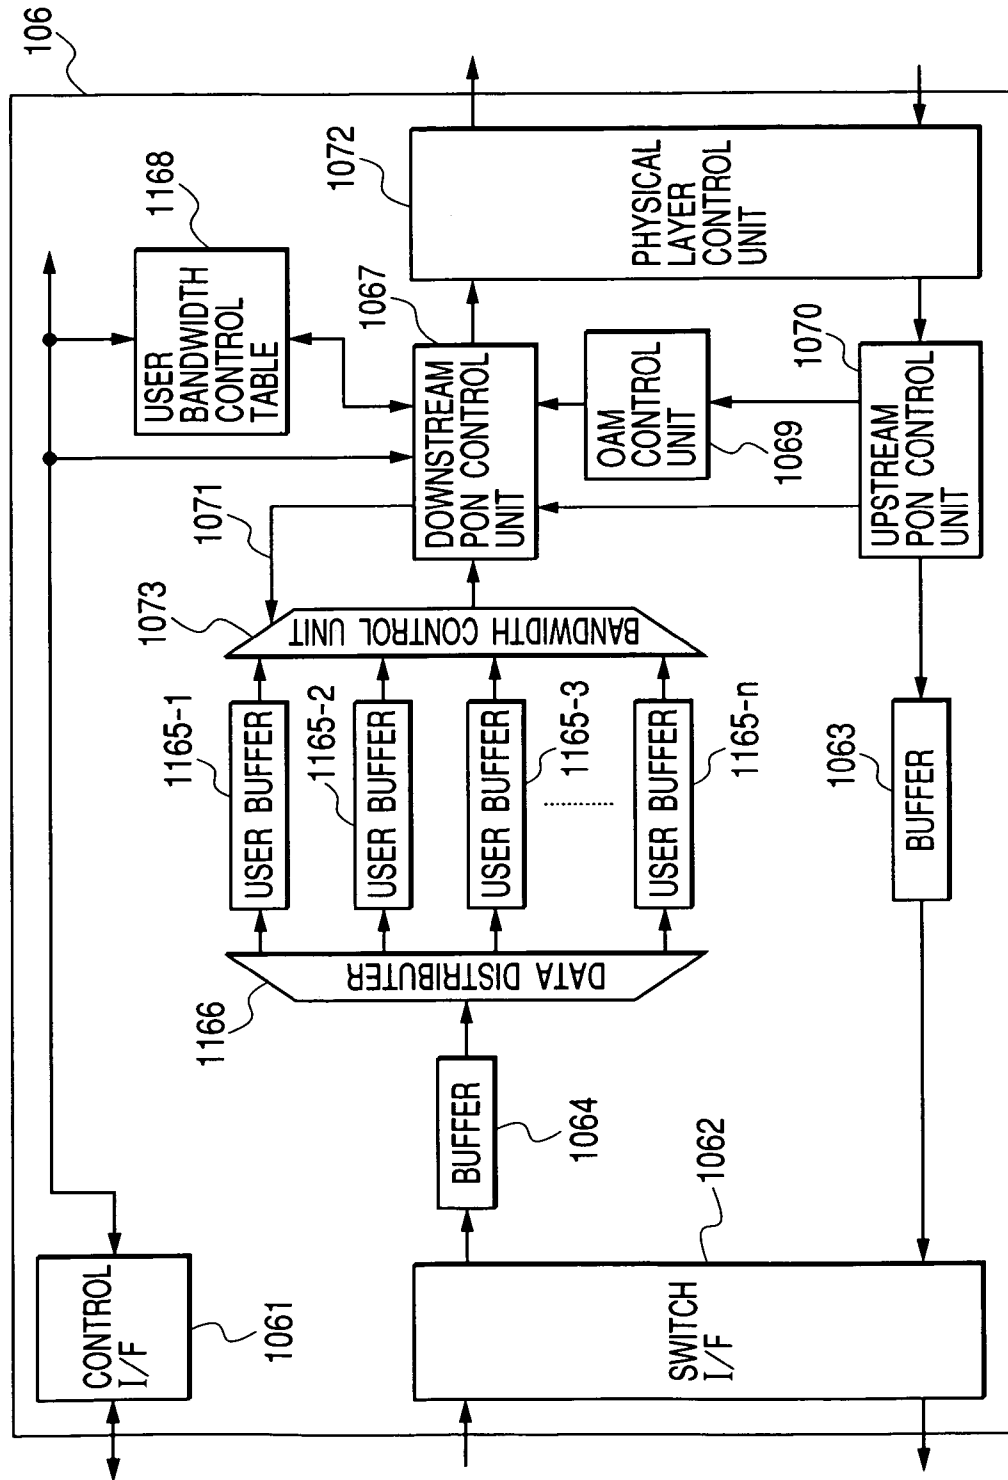 106
CONTROL
I/F
1061
USER
BANDWIDTH
CONTROL
TABLE
1168
SWITCH
I/F
1062
BUFFER
1064
DATA DISTRIBUTER
1166
USER BUFFER
1165-1
USER BUFFER
1165-2
USER BUFFER
1165-3
USER BUFFER
1165-n
BANDWIDTH CONTROL UNIT
1073
1071
DOWNSTREAM
PON CONTROL
UNIT
1067
PHYSICAL
LAYER
CONTROL
UNIT
1072
OAM
CONTROL
UNIT
1069
UPSTREAM
PON CONTROL
UNIT
1070
BUFFER
1063